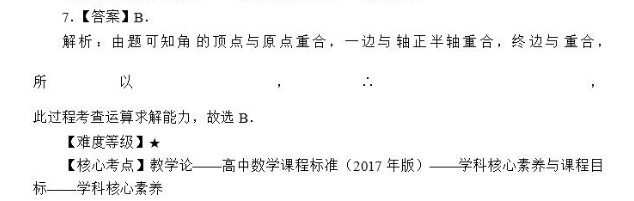 7.【答案】B．
解析：由题可知角 的顶点与原点重合，一边与 轴正半轴重合，终边与 重合，
所 以 ， ∴ ，
此过程考查运算求解能力，故选 B．
【难度等级】★
【核心考点】教学论——高中数学课程标准（2017 年版）——学科核心素养与课程目
标——学科核心素养